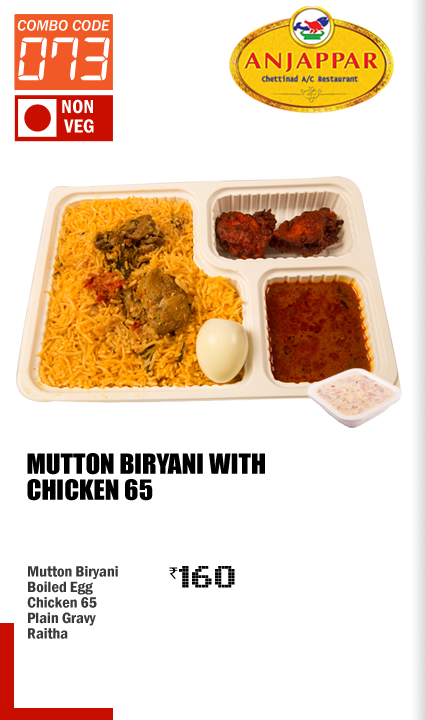 COMBO CODE
073
NON
VEG
ANJAPPAR
Chettinad A/C Restaurant
MUTTON BIRYANI WITH
CHICKEN 65
Mutton Biryani
Boiled Egg
Chicken 65
Plain Gravy
Raitha
₹160